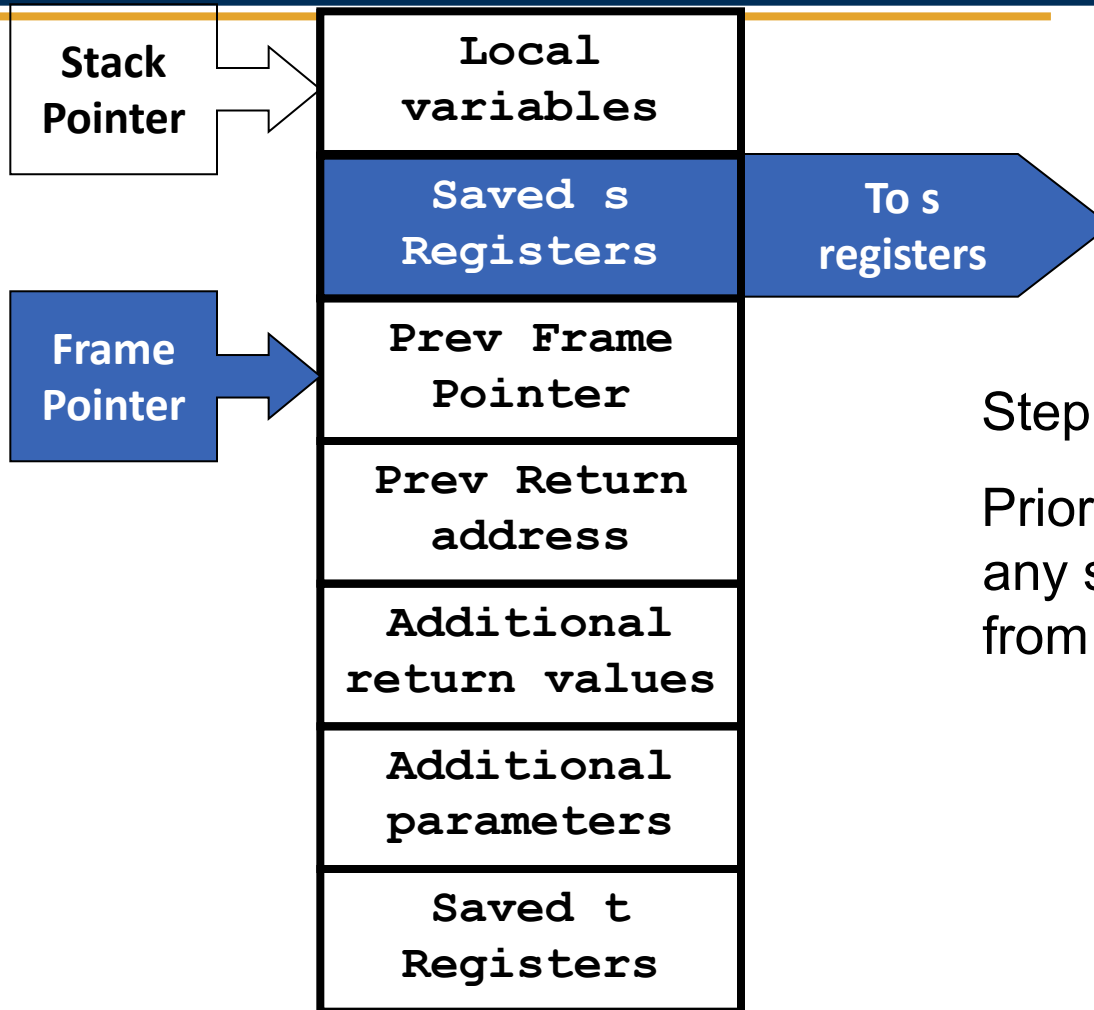 Stack
Pointer
Local
variables
Saved s
Registers
To s
registers
Frame
Pointer
Prev Frame
Pointer
Prev Return
address
Additional
return values
Additional
parameters
Saved t
Registers
Step
Prior
any s
from